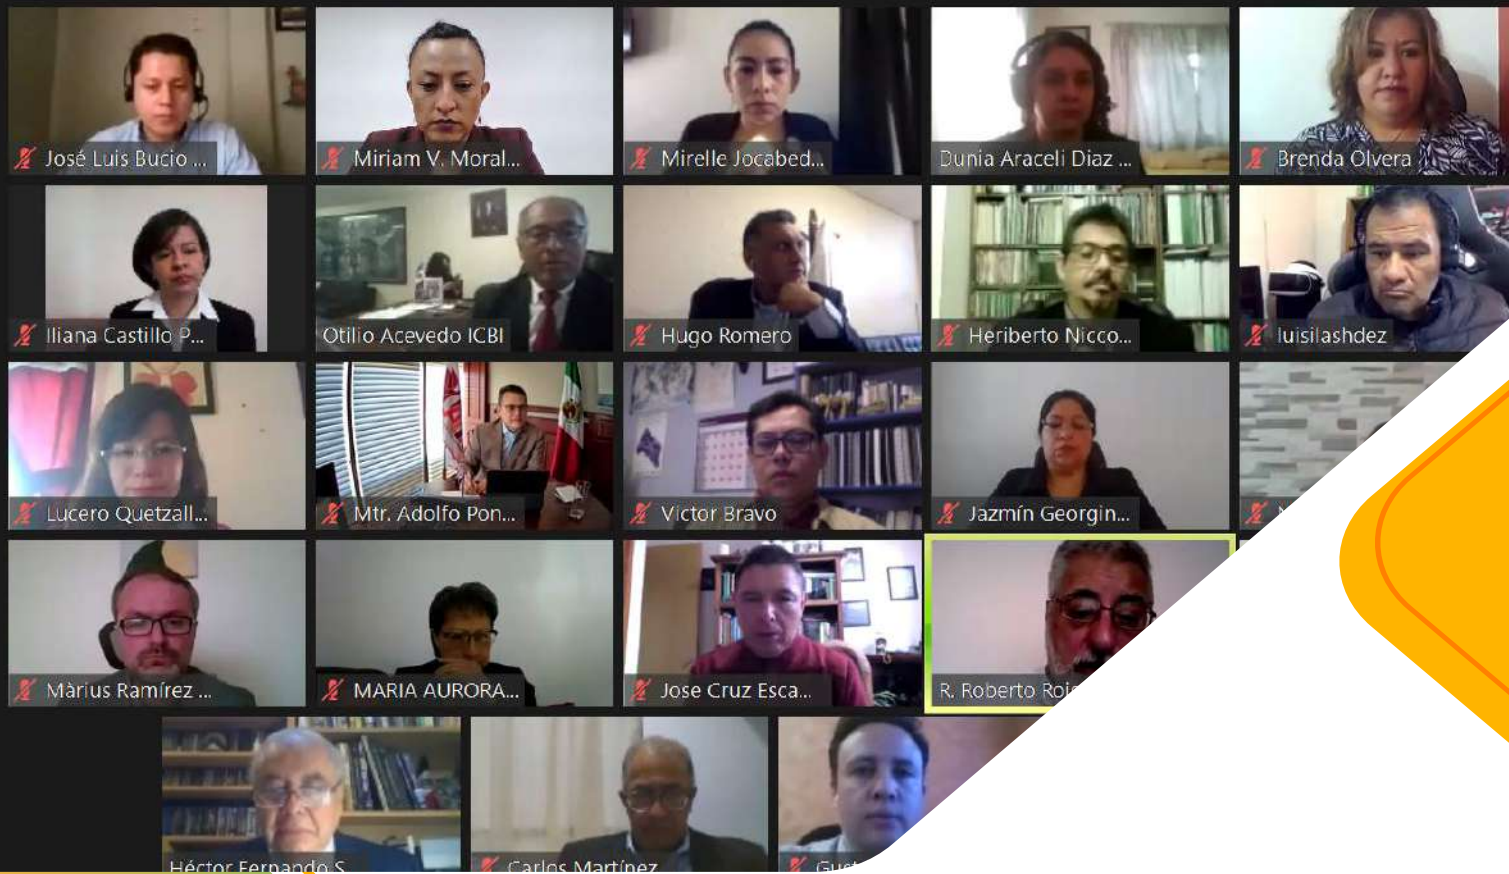 José Luis Bucio ...
Miriam V. Moral...
Mirelle Jocabed...
Dunia Araceli Diaz ...
Brenda Olvera
Iliana Castillo P...
Otilio Acevedo ICBI
Hugo Romero
Heriberto Nicco...
luisilashdez
Lucero Quetzall...
Mtr. Adolfo Pon...
Victor Bravo
Jazmín Georgin...
Màrius Ramírez ...
MARIA AURORA...
Jose Cruz Esca...
R. Roberto
Héctor Fernando S
Carlos Martínez